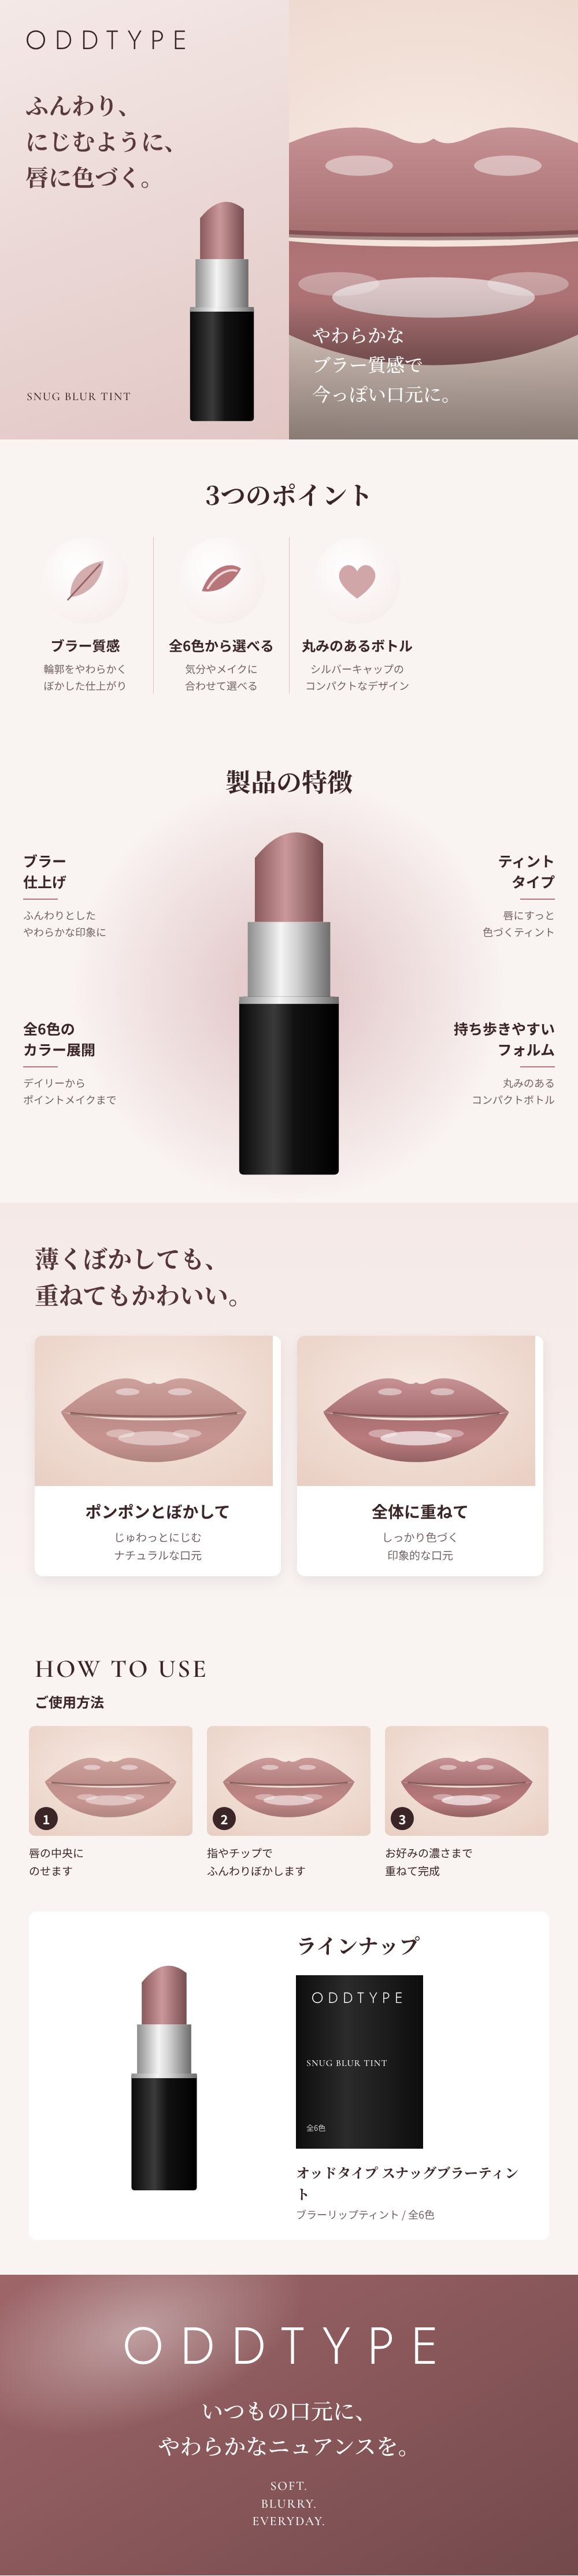 ODDTYPE
ふんわり、
にじむように、
唇に色づく。
SNUG BLUR TINT
やわらかな
ブラー質感で
今っぽい口元に。
3つのポイント
ブラー質感
輪郭をやわらかく
ぼかした仕上がり
全6色から選べる
気分やメイクに
合わせて選べる
丸みのあるボトル
シルバーキャップの
コンパクトなデザイン
製品の特徴
ブラー
仕上げ
ふんわりとした
やわらかな印象に
ティント
タイプ
唇にすっと
色づくティント
全6色の
カラー展開
デイリーから
ポイントメイクまで
持ち歩きやすい
フォルム
丸みのある
コンパクトボトル
薄くぼかしても、
重ねてもかわいい。
ポンポンとぼかして
じゅわっとにじむ
ナチュラルな口元
全体に重ねて
しっかり色づく
印象的な口元
HOW TO USE
ご使用方法
1
唇の中央に
のせます
2
指やチップで
ふんわりぼかします
3
お好みの濃さまで
重ねて完成
ラインナップ
ODDTYPE
SNUG BLUR TINT
全6色
オッドタイプ スナッグブラーティン
ト
ブラーリップティント / 全6色
ODDTYPE
いつもの口元に、
やわらかなニュアンスを。
SOFT.
BLURRY.
EVERYDAY.